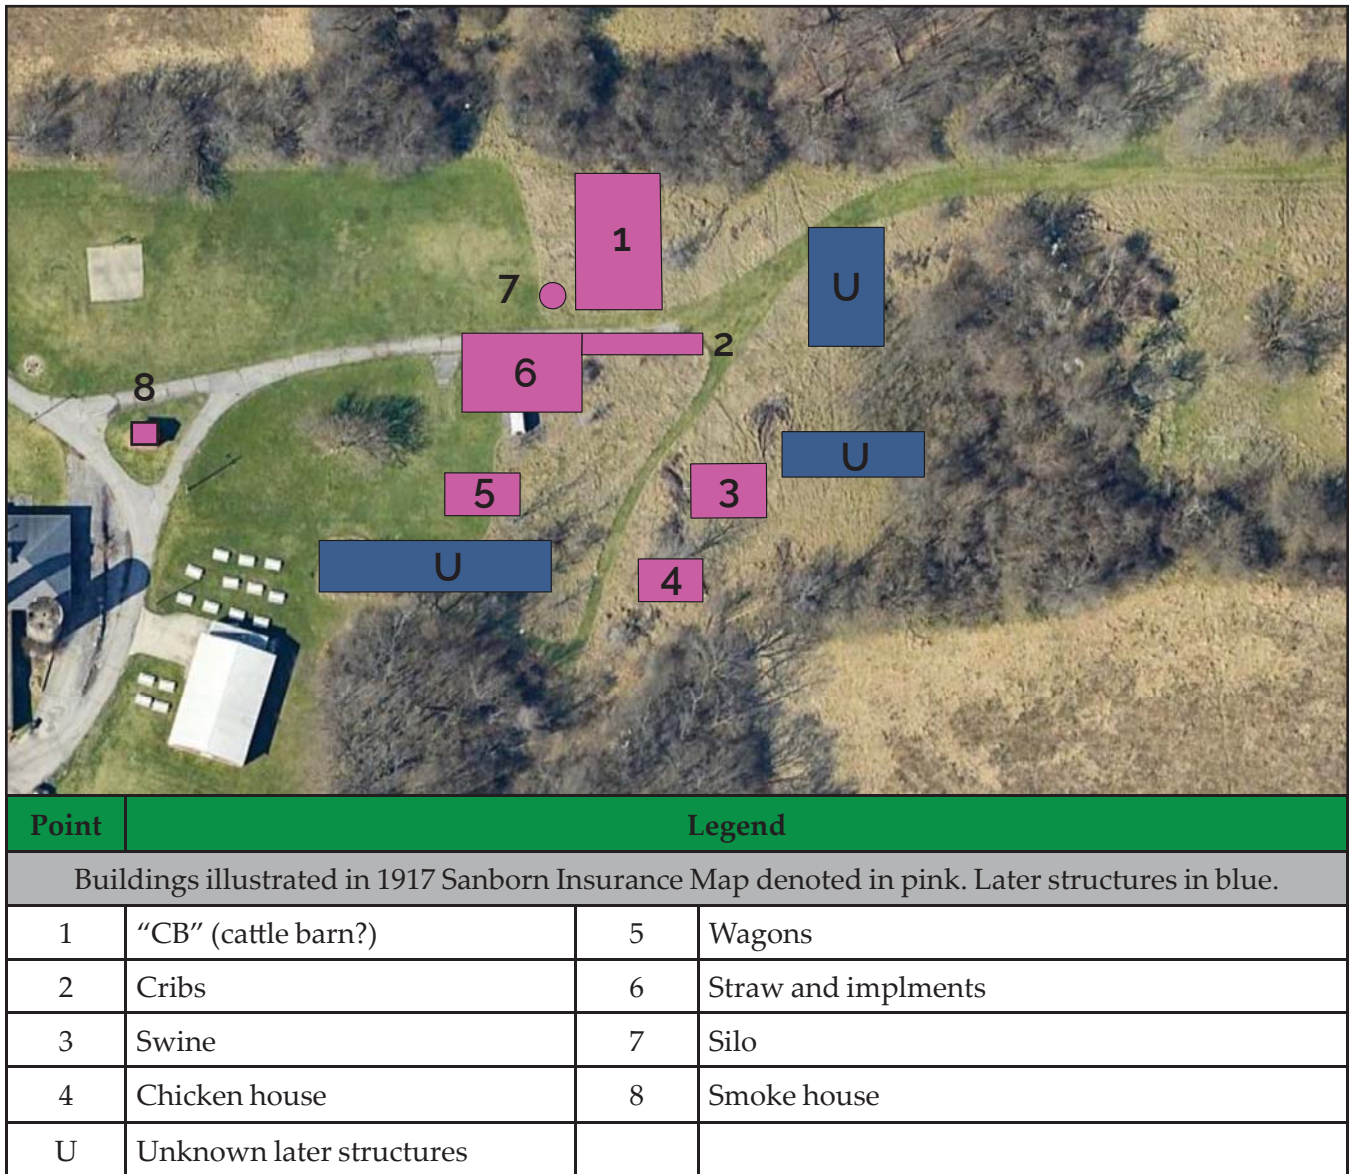 1
U
7
2
6
8
U
5
3
U
4
Point Legend
Buildings illustrated in 1917 Sanborn Insurance Map denoted in pink. Later structures in blue.
1 “CB” (cattle barn?) 5 Wagons
2 Cribs 6 Straw and implments
3 Swine 7 Silo
4 Chicken house 8 Smoke house
U Unknown later structures